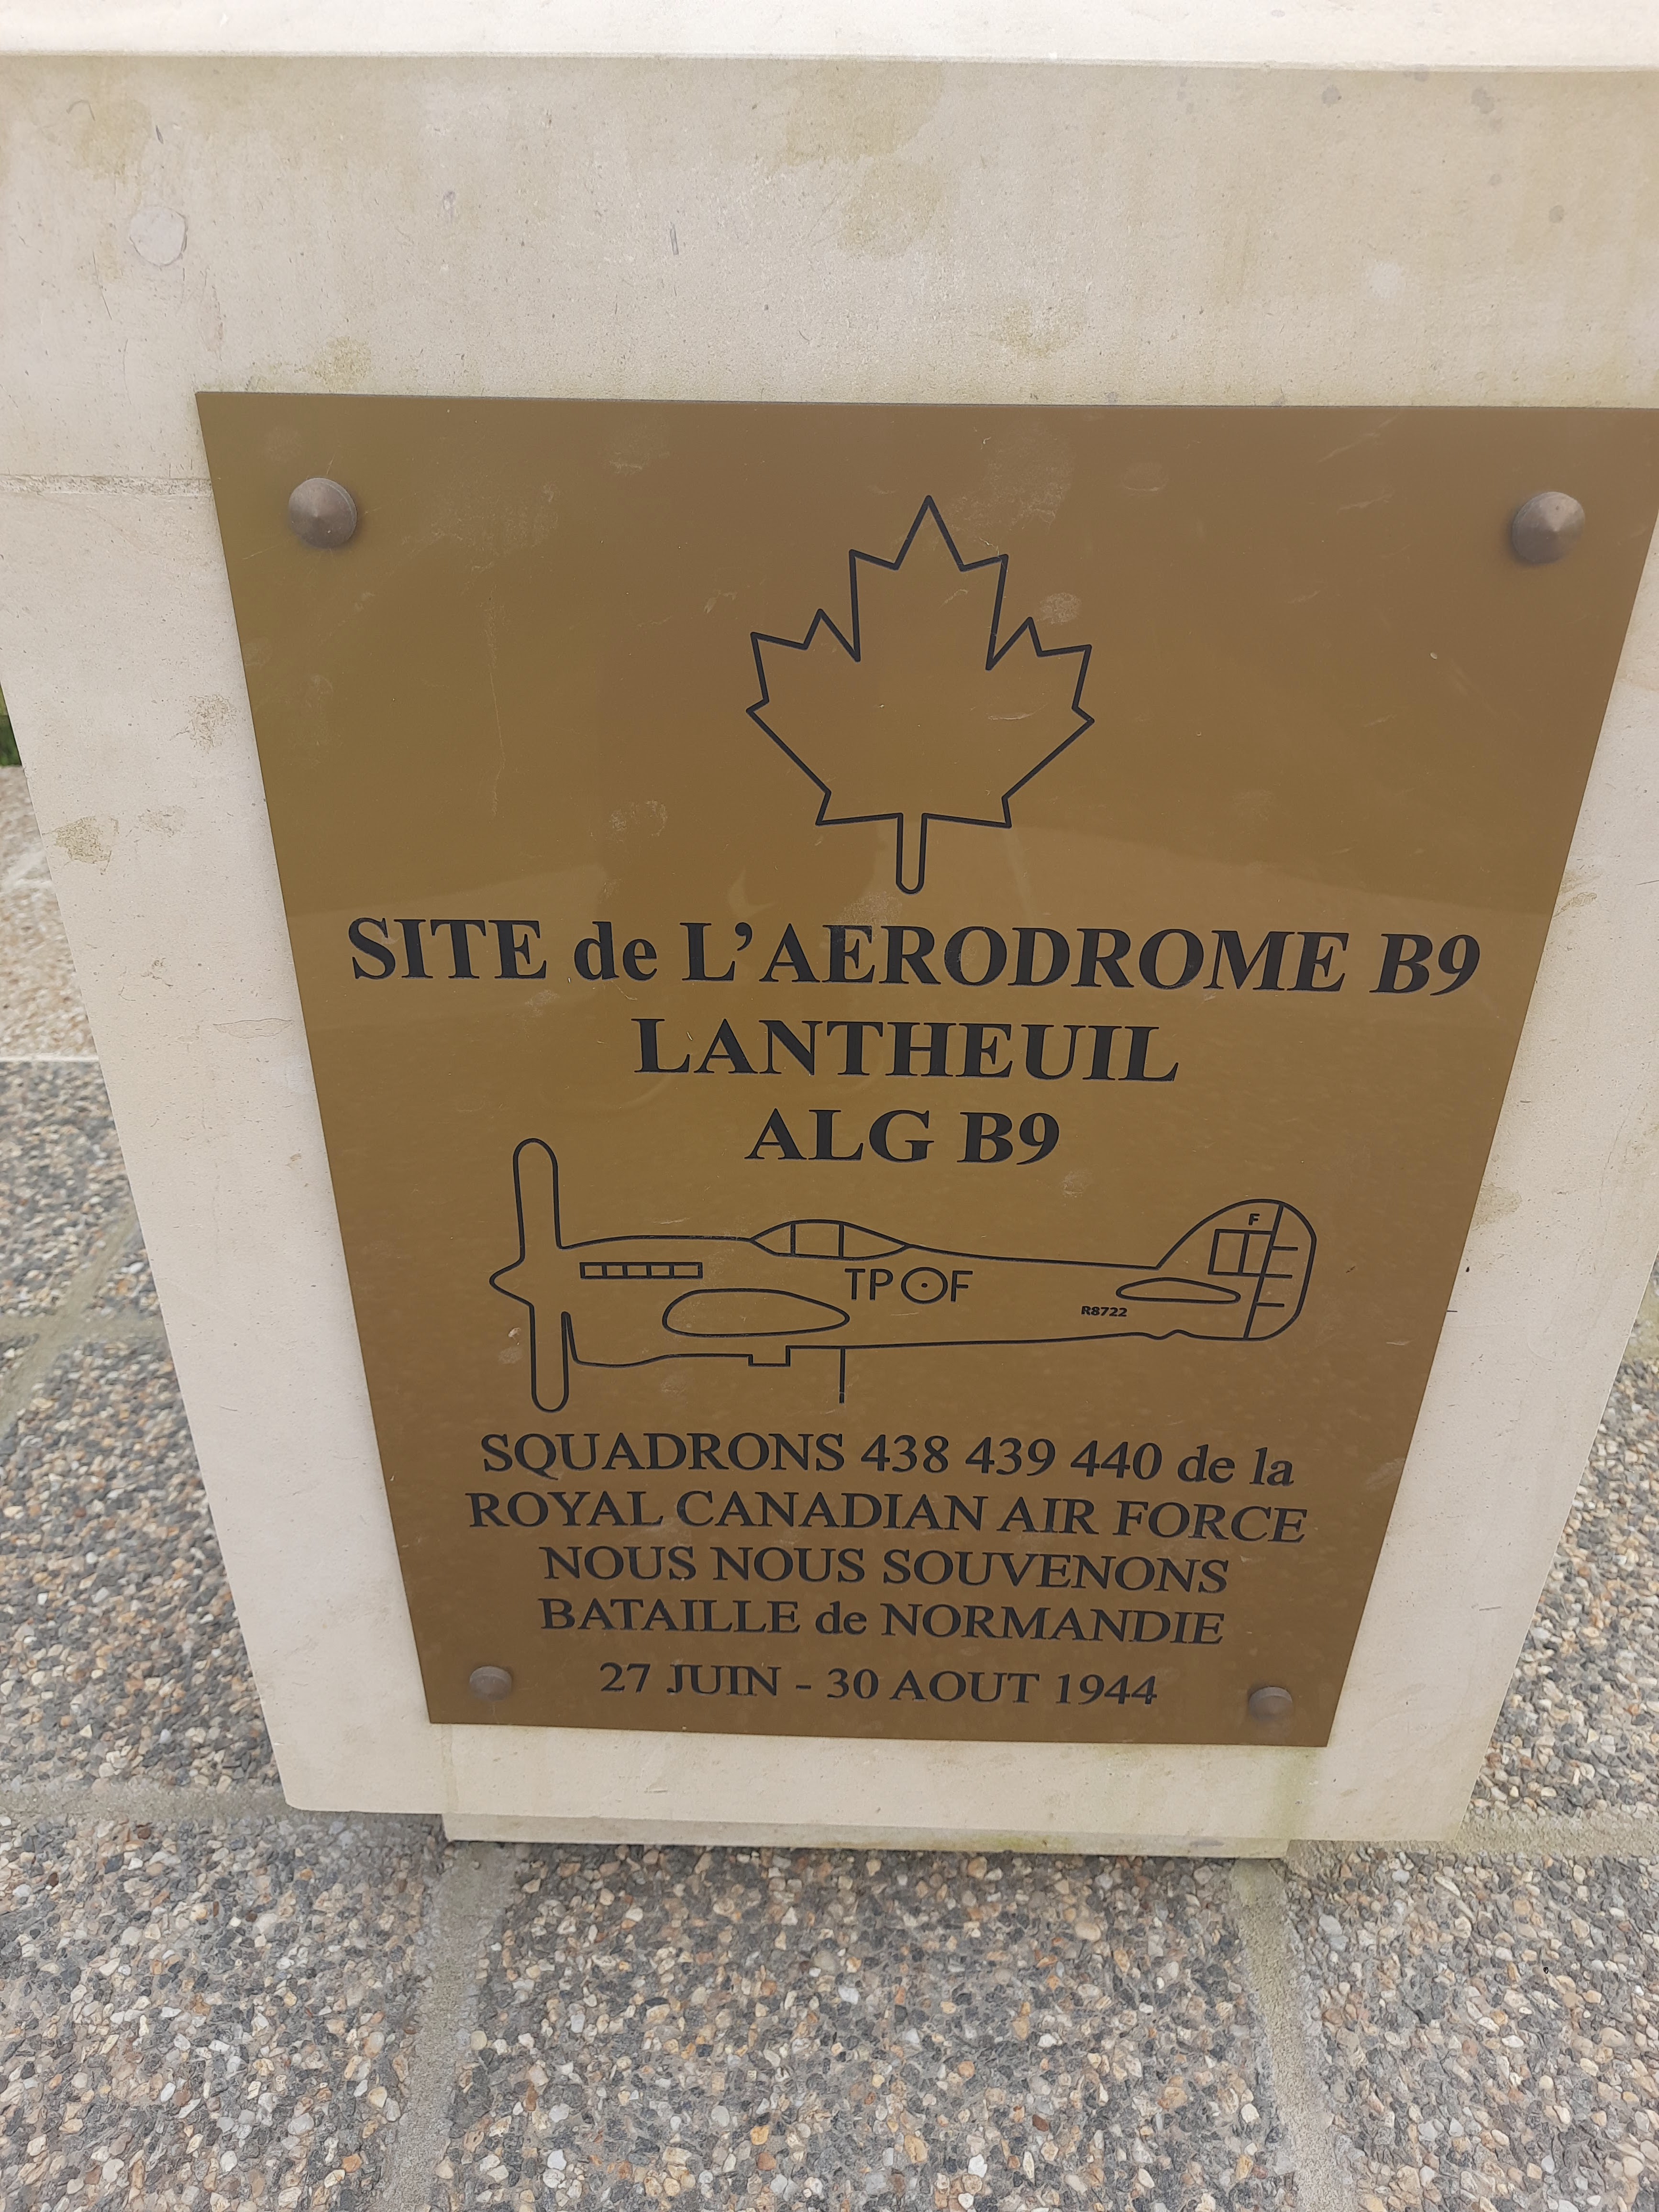 SITE de L'AERODROME B9
LANTHEUIL
ALG B9
F
TP F
R8722
SQUADRONS 438 439 440 de la
ROYAL CANADIAN AIR FORCE
NOUS NOUS SOUVENONS
BATAILLE de NORMANDIE
27 JUIN - 30 AOUT 1944